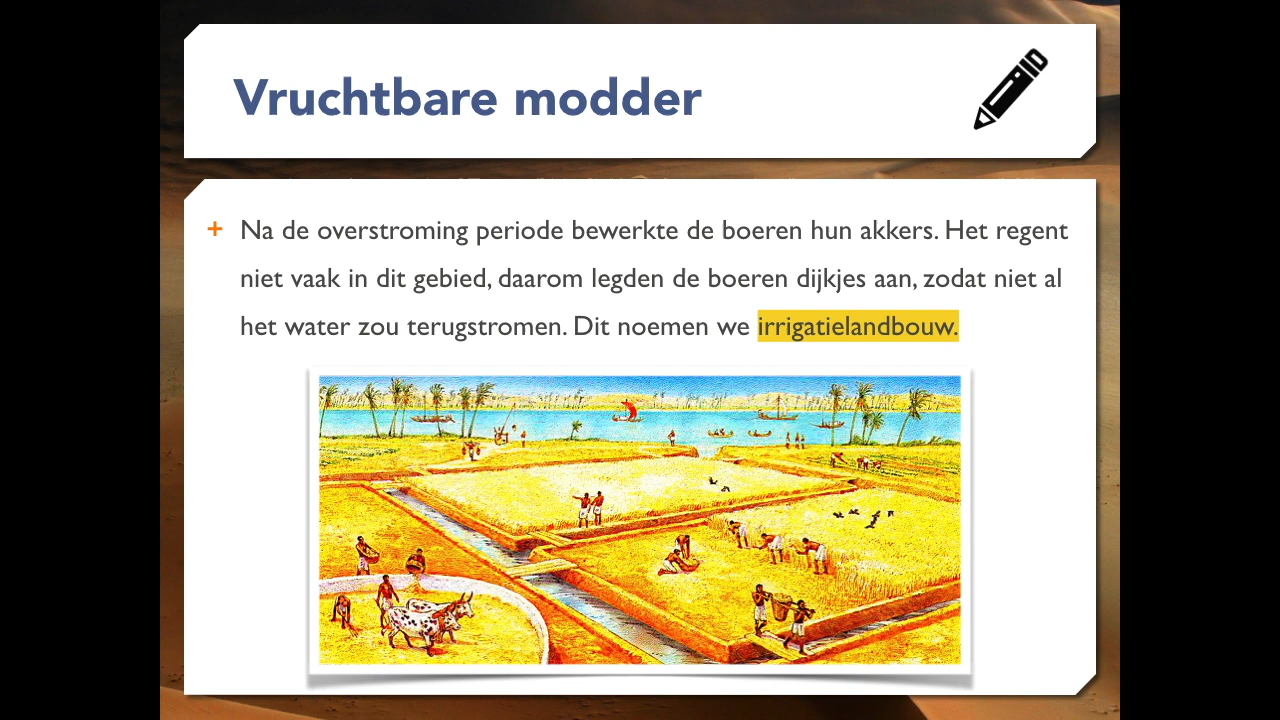 Vruchtbare modder
+ Na de overstroming periode bewerkte de boeren hun akkers. Het regent
niet vaak in dit gebied, daarom legden de boeren dijkjes aan, zodat niet al
het water zou terugstromen. Dit noemen we irrigatielandbouw.